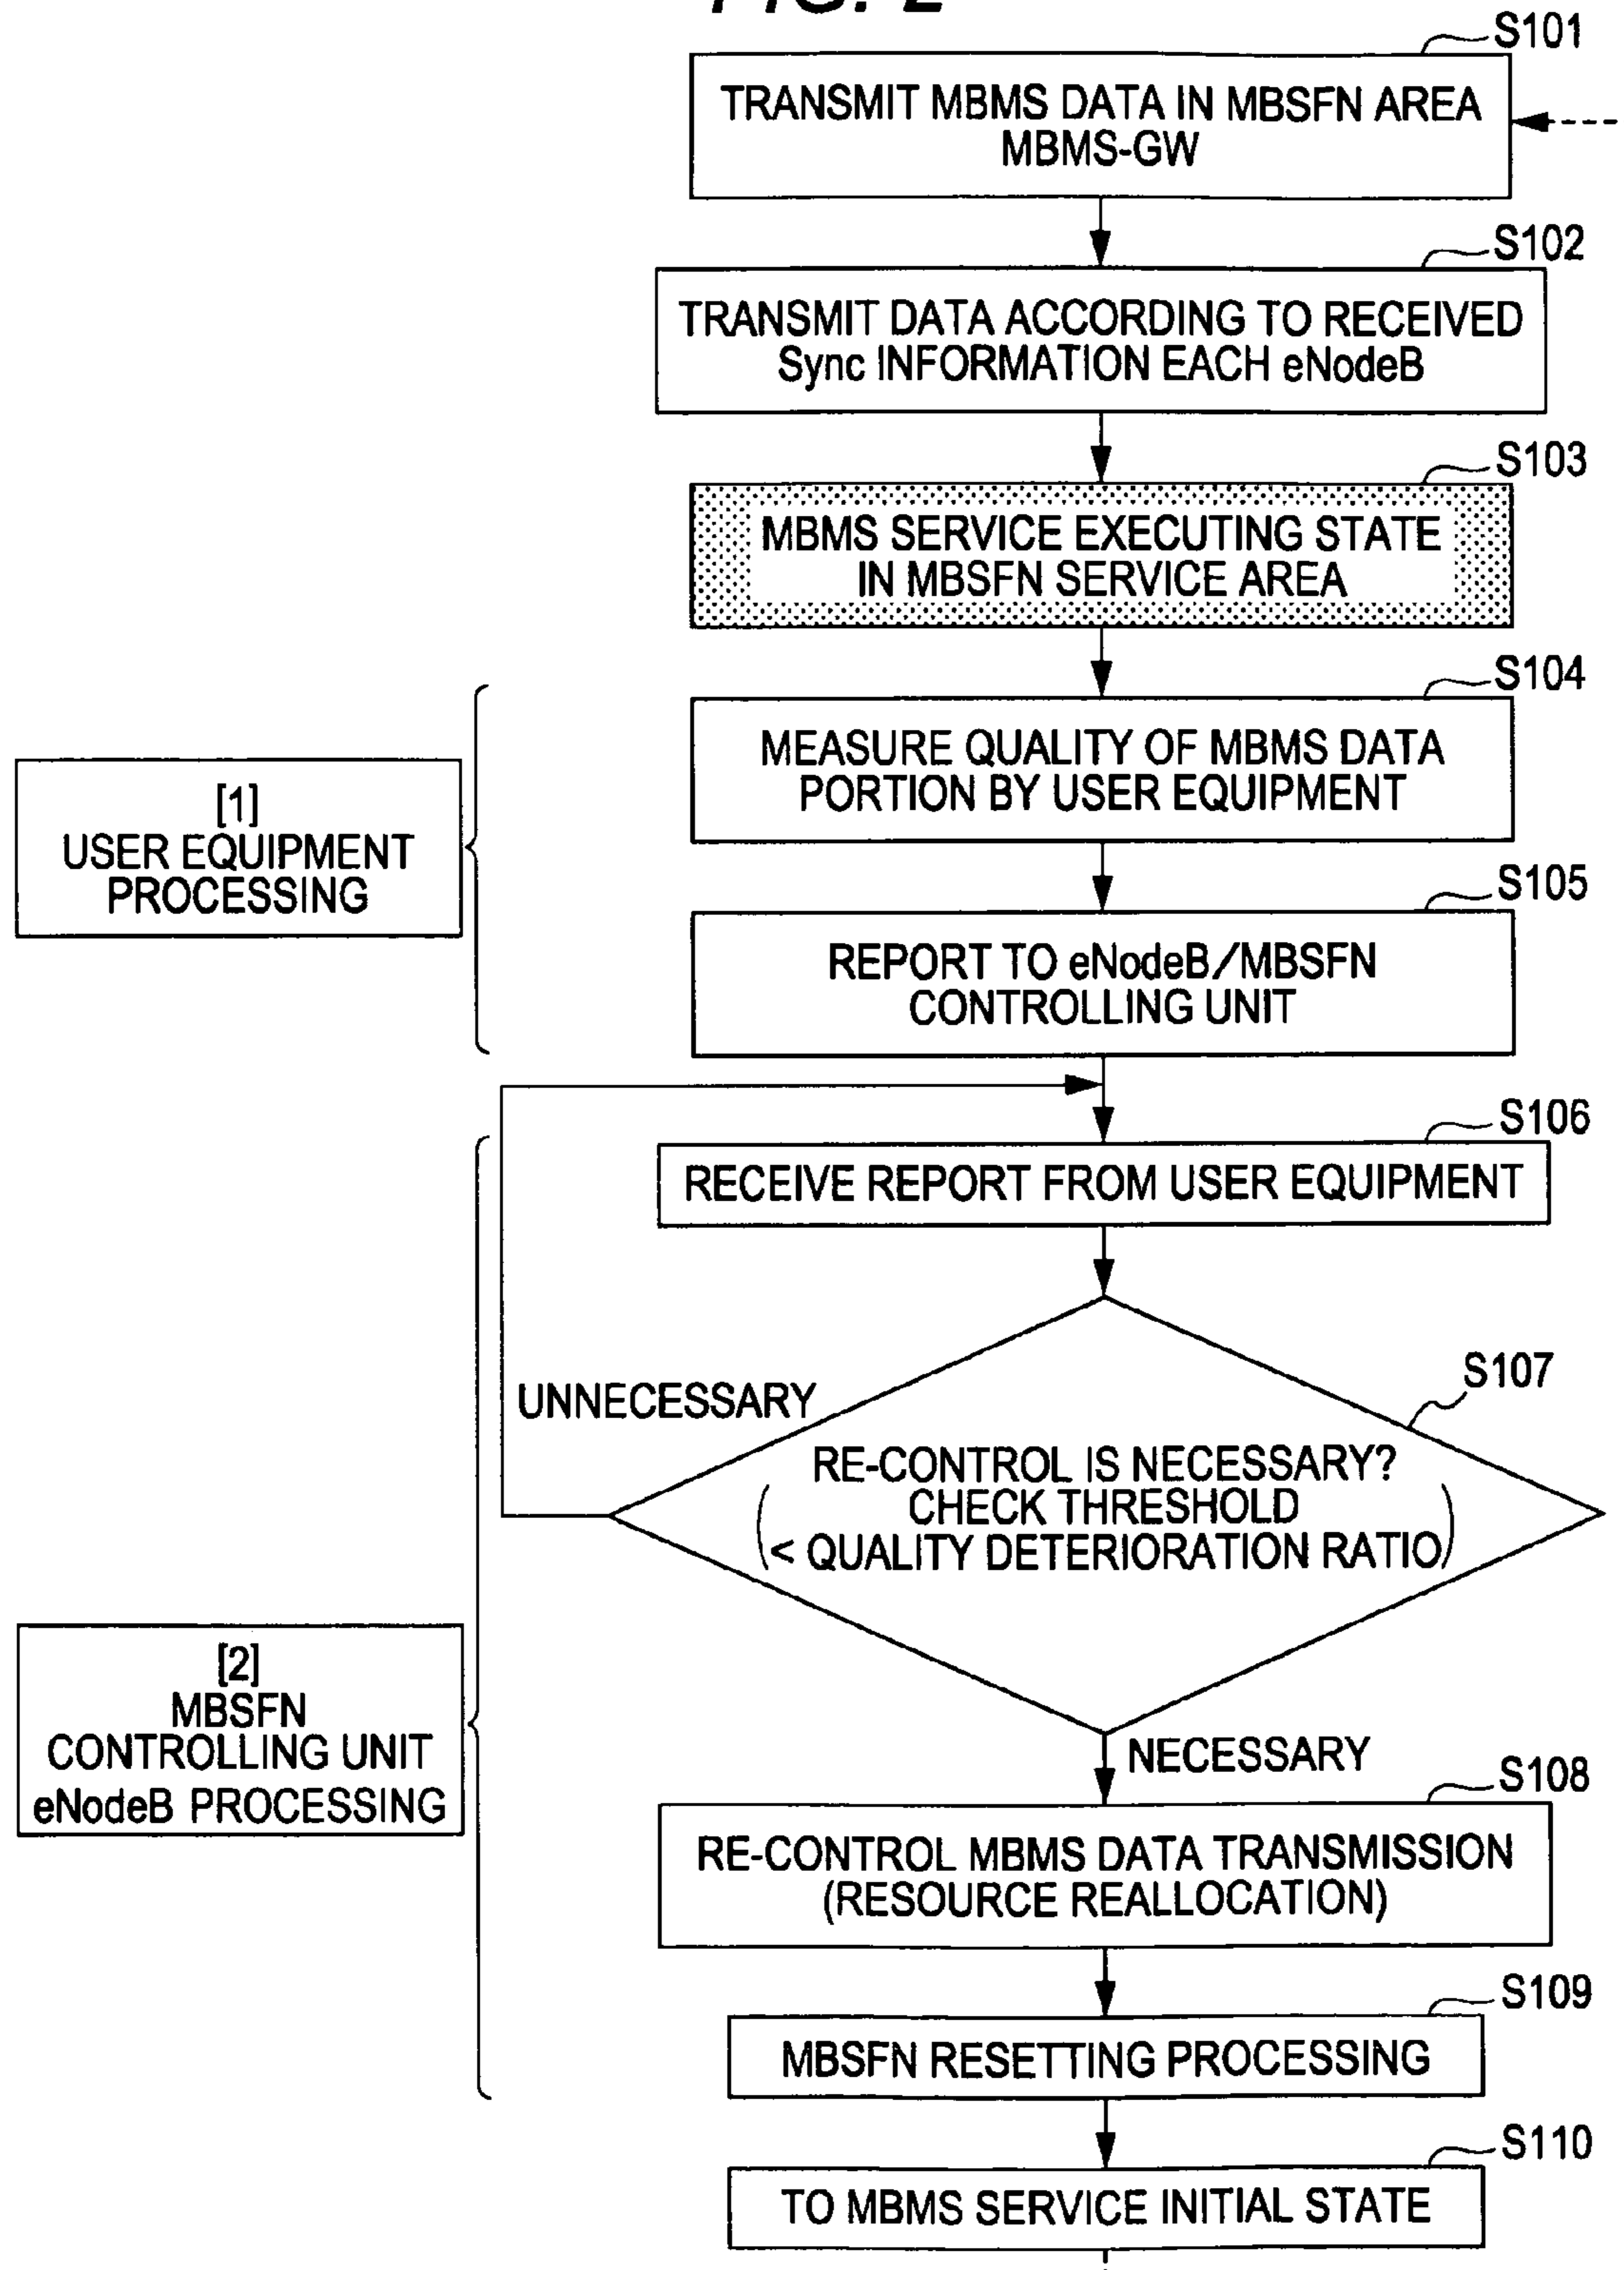 FIG. 2
S101
TRANSMIT MBMS DATA IN MBSFN AREA
MBMS-GW
S102
TRANSMIT DATA ACCORDING TO RECEIVED
Sync INFORMATION EACH eNodeB
S103
MBMS SERVICE EXECUTING STATE
IN MBSFN SERVICE AREA
S104
MEASURE QUALITY OF MBMS DATA
PORTION BY USER EQUIPMENT
[1]
USER EQUIPMENT
PROCESSING
S105
REPORT TO eNodeB/MBSFN
CONTROLLING UNIT
S106
RECEIVE REPORT FROM USER EQUIPMENT
S107
UNNECESSARY
RE-CONTROL IS NECESSARY?
(CHECK THRESHOLD
< QUALITY DETERIORATION RATIO)
NECESSARY
[2]
MBSFN
CONTROLLING UNIT
eNodeB PROCESSING
S108
RE-CONTROL MBMS DATA TRANSMISSION
(RESOURCE REALLOCATION)
S109
MBSFN RESETTING PROCESSING
S110
TO MBMS SERVICE INITIAL STATE